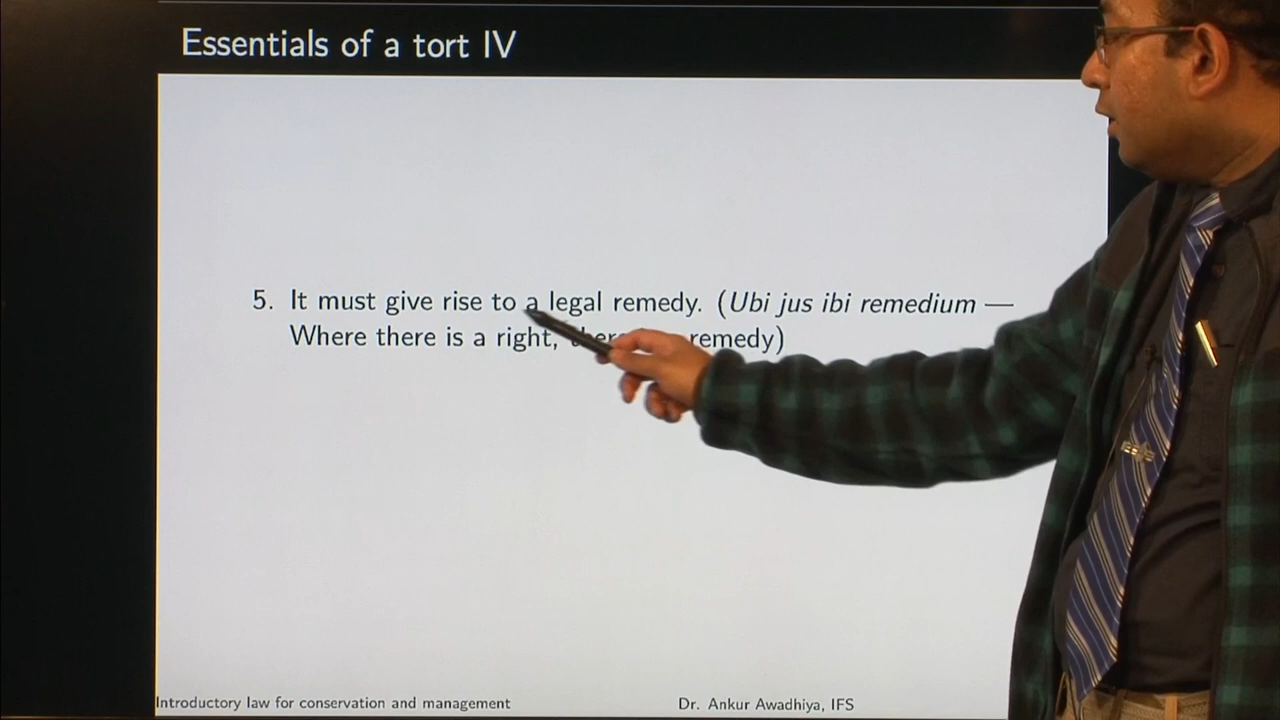 Essentials of a tort IV
5. It must give rise to a legal remedy. (Ubi jus ibi remedium —
Where there is a right, remedy)
Introductory law for conservation and management
Dr. Ankur Awadhiya, IFS